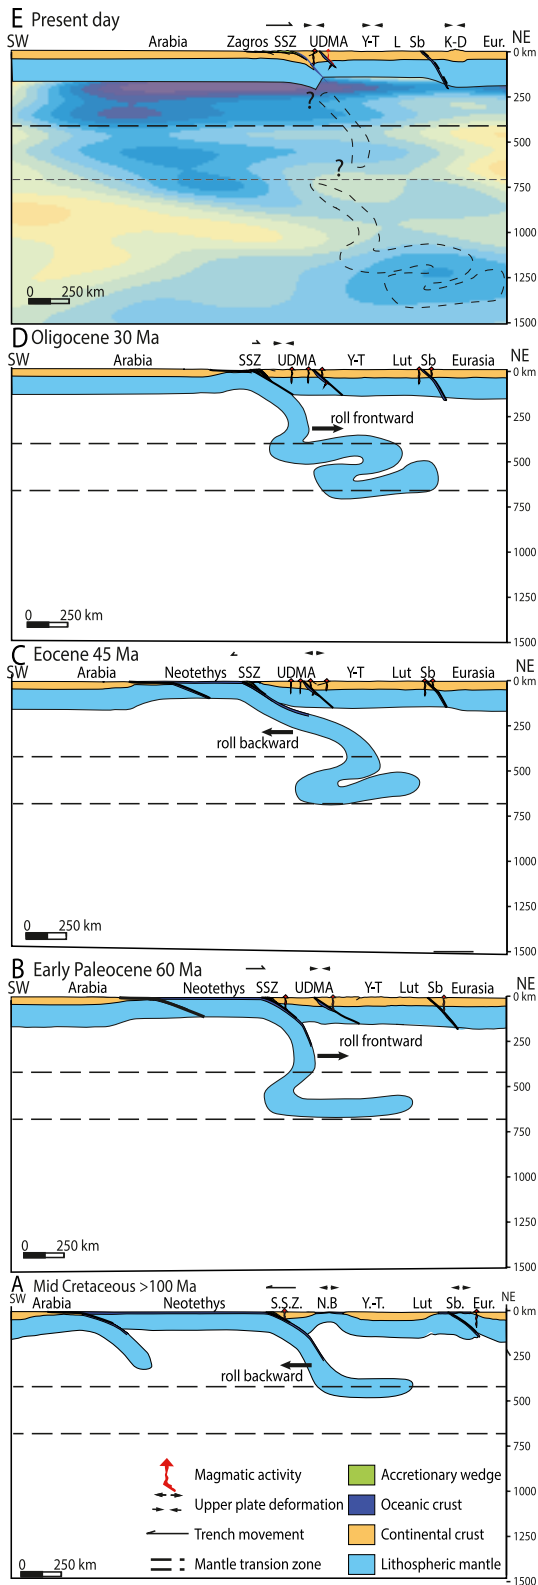 E Present day
SW Arabia Zagros SSZ UDMA Y-T L Sb K-D Eur. NE
0 km
250
500
750
1000
1250
1500
?
?
0 250 km
D Oligocene 30 Ma
SW Arabia SSZ UDMA Y-T Lut Sb Eurasia NE
0 km
250
500
750
1000
1250
1500
roll frontward
0 250 km
C Eocene 45 Ma
SW Arabia Neotethys SSZ UDMA Y-T Lut Sb Eurasia NE
0 km
250
500
750
1000
1250
1500
roll backward
0 250 km
B Early Paleocene 60 Ma
SW Arabia Neotethys SSZ UDMA Y-T Lut Sb Eurasia NE
0 km
250
500
750
1000
1250
1500
roll frontward
0 250 km
A Mid Cretaceous >100 Ma
SW Arabia Neotethys S.S.Z. N.B Y.-T. Lut Sb. Eur. NE
0 km
250
500
750
1000
1250
1500
roll backward
Magmatic activity
Upper plate deformation
Trench movement
Mantle transion zone
Accretionary wedge
Oceanic crust
Continental crust
Lithospheric mantle
0 250 km